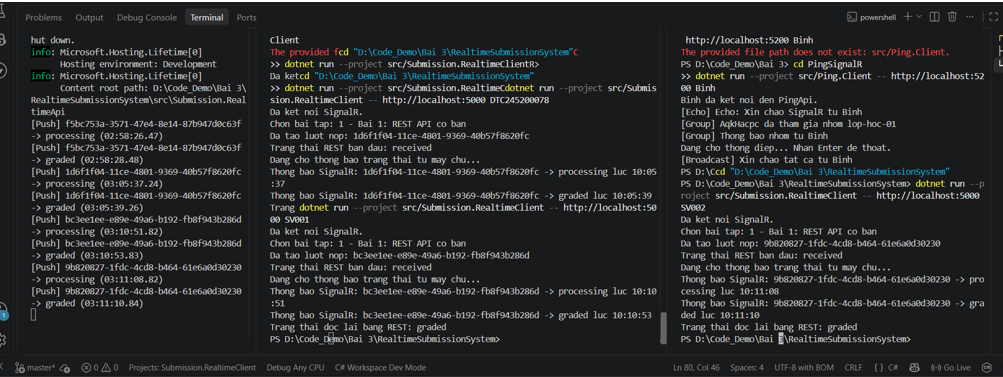 Problems Output Debug Console Terminal Ports
powershell
hut down.
info: Microsoft.Hosting.Lifetime[0]
Hosting environment: Development
info: Microsoft.Hosting.Lifetime[0]
Content root path: D:\Code_Demo\Bai 3\
RealtimeSubmissionSystem\src\Submission.Real
timeApi
[Push] f5bc753a-3571-47e4-8e14-87b947d0c63f
-> processing (02:58:26.47)
[Push] f5bc753a-3571-47e4-8e14-87b947d0c63f
-> graded (02:58:28.48)
[Push] 1d6f1f04-11ce-4801-9369-40b57f8620fc
-> processing (03:05:37.24)
[Push] 1d6f1f04-11ce-4801-9369-40b57f8620fc
-> graded (03:05:39.26)
[Push] bc3ee1ee-e89e-49a6-b192-fb8f943b286d
-> processing (03:10:51.82)
[Push] bc3ee1ee-e89e-49a6-b192-fb8f943b286d
-> graded (03:10:53.83)
[Push] 9b820827-1fdc-4cd8-b464-61e6a0d30230
-> processing (03:11:08.82)
[Push] 9b820827-1fdc-4cd8-b464-61e6a0d30230
-> graded (03:11:10.84)
Client
The provided fcd "D:\Code_Demo\Bai 3\RealtimeSubmissionSystem"C
>> dotnet run --project src/Submission.RealtimeClientR>
Da ketcd "D:\Code_Demo\Bai 3\RealtimeSubmissionSystem"
>> dotnet run --project src/Submission.RealtimeCdotnet run --project src/Submis
sion.RealtimeClient -- http://localhost:5000 DTC245200078
Da ket noi SignalR.
Chon bai tap: 1 - Bai 1: REST API co ban
Da tao luot nop: 1d6f1f04-11ce-4801-9369-40b57f8620fc
Trang thai REST ban dau: received
Dang cho thong bao trang thai tu may chu...
Thong bao SignalR: 1d6f1f04-11ce-4801-9369-40b57f8620fc -> processing luc 10:05
:37
Thong bao SignalR: 1d6f1f04-11ce-4801-9369-40b57f8620fc -> graded luc 10:05:39
Trang dotnet run --project src/Submission.RealtimeClient -- http://localhost:50
00 SV001
Da ket noi SignalR.
Chon bai tap: 1 - Bai 1: REST API co ban
Da tao luot nop: bc3ee1ee-e89e-49a6-b192-fb8f943b286d
Trang thai REST ban dau: received
Dang cho thong bao trang thai tu may chu...
Thong bao SignalR: bc3ee1ee-e89e-49a6-b192-fb8f943b286d -> processing luc 10:10
:51
Thong bao SignalR: bc3ee1ee-e89e-49a6-b192-fb8f943b286d -> graded luc 10:10:53
Trang thai doc lai bang REST: graded
PS D:\Code_Demo\Bai 3\RealtimeSubmissionSystem>
http://localhost:5200 Binh
The provided file path does not exist: src/Ping.Client.
PS D:\Code_Demo\Bai 3> cd PingSignalR
>> dotnet run --project src/Ping.Client -- http://localhost:52
00 Binh
Binh da ket noi den PingApi.
[Echo] Echo: Xin chao SignalR tu Binh
[Group] AqkHacpc da tham gia nhom lop-hoc-01
[Group] Thong bao nhom tu Binh
Dang cho thong diep... Nhan Enter de thoat.
[Broadcast] Xin chao tat ca tu Binh
PS D:\Ccd "D:\Code_Demo\Bai 3\RealtimeSubmissionSystem"
PS D:\Code_Demo\Bai 3\RealtimeSubmissionSystem> dotnet run --p
roject src/Submission.RealtimeClient -- http://localhost:5000
SV002
Da ket noi SignalR.
Chon bai tap: 1 - Bai 1: REST API co ban
Da tao luot nop: 9b820827-1fdc-4cd8-b464-61e6a0d30230
Trang thai REST ban dau: received
Dang cho thong bao trang thai tu may chu...
Thong bao SignalR: 9b820827-1fdc-4cd8-b464-61e6a0d30230 -> pro
cessing luc 10:11:08
Thong bao SignalR: 9b820827-1fdc-4cd8-b464-61e6a0d30230 -> gra
ded luc 10:11:10
Trang thai doc lai bang REST: graded
PS D:\Code_Demo\Bai 3\RealtimeSubmissionSystem>
1
master* 0 0 Projects: Submission.RealtimeClient Debug Any CPU C# Workspace Dev Mode Ln 80, Col 46 Spaces: 4 UTF-8 with BOM CRLF { } C# Go Live